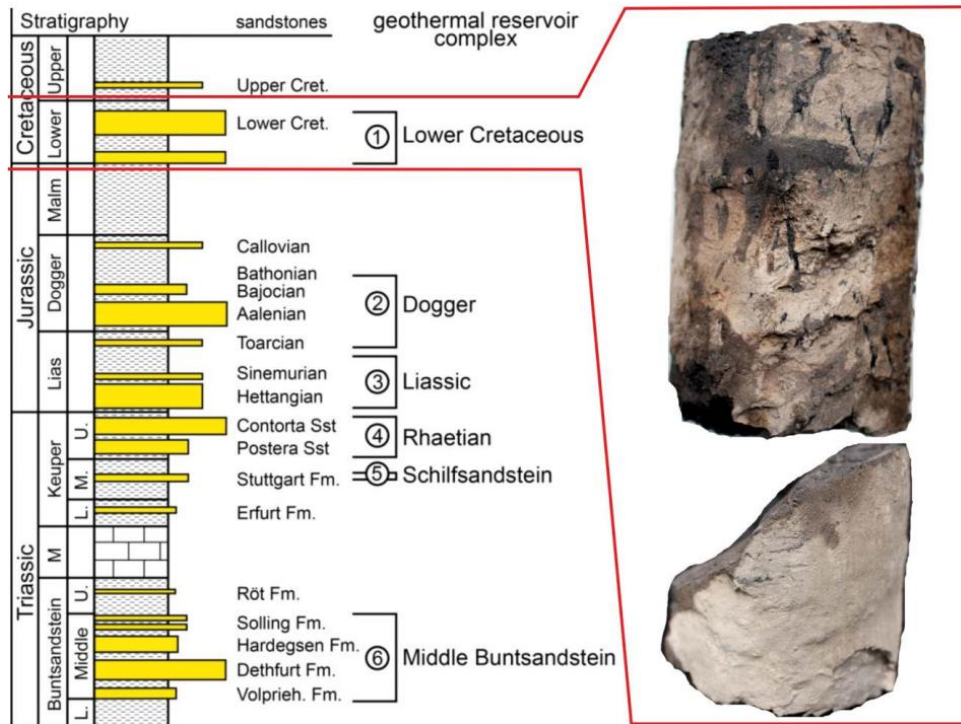 Stratigraphy
sandstones
geothermal reservoir
complex
Cretaceous
Upper
Upper Cret.
Lower
Lower Cret.
① Lower Cretaceous
Jurassic
Malm
Dogger
Callovian
Bathonian
Bajocian
Aalenian
② Dogger
Lias
Toarcian
Sinemurian
Hettangian
③ Liassic
Triassic
Keuper
U.
Contorta Sst
Postera Sst
④ Rhaetian
M.
Stuttgart Fm.
⑤ Schilfsandstein
L.
Erfurt Fm.
M
Buntsandstein
U.
Röt Fm.
Middle
Solling Fm.
Hardegsen Fm.
Dethfurt Fm.
Volprieh. Fm.
⑥ Middle Buntsandstein
L.